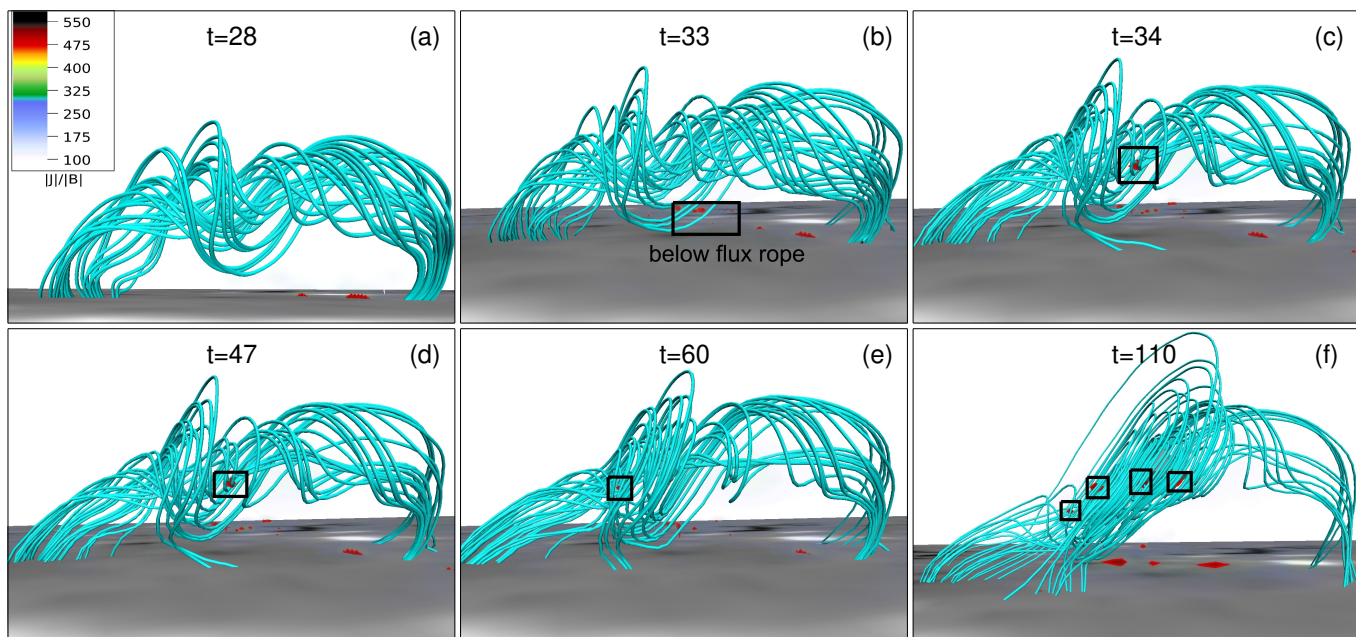 t=28
(a)
550
475
400
325
250
175
100
|J|/|B|
t=33
(b)
below flux rope
t=34
(c)
t=47
(d)
t=60
(e)
t=110
(f)